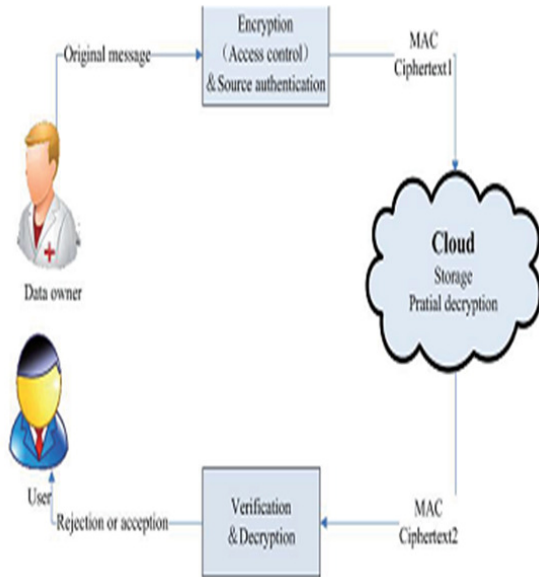 Original message
Encryption
(Access control)
& Source authentication
MAC
Ciphertext1
Data owner
Cloud
Storage
Pratial decryption
User
Rejection or acception
Verification
& Decryption
MAC
Ciphertext2